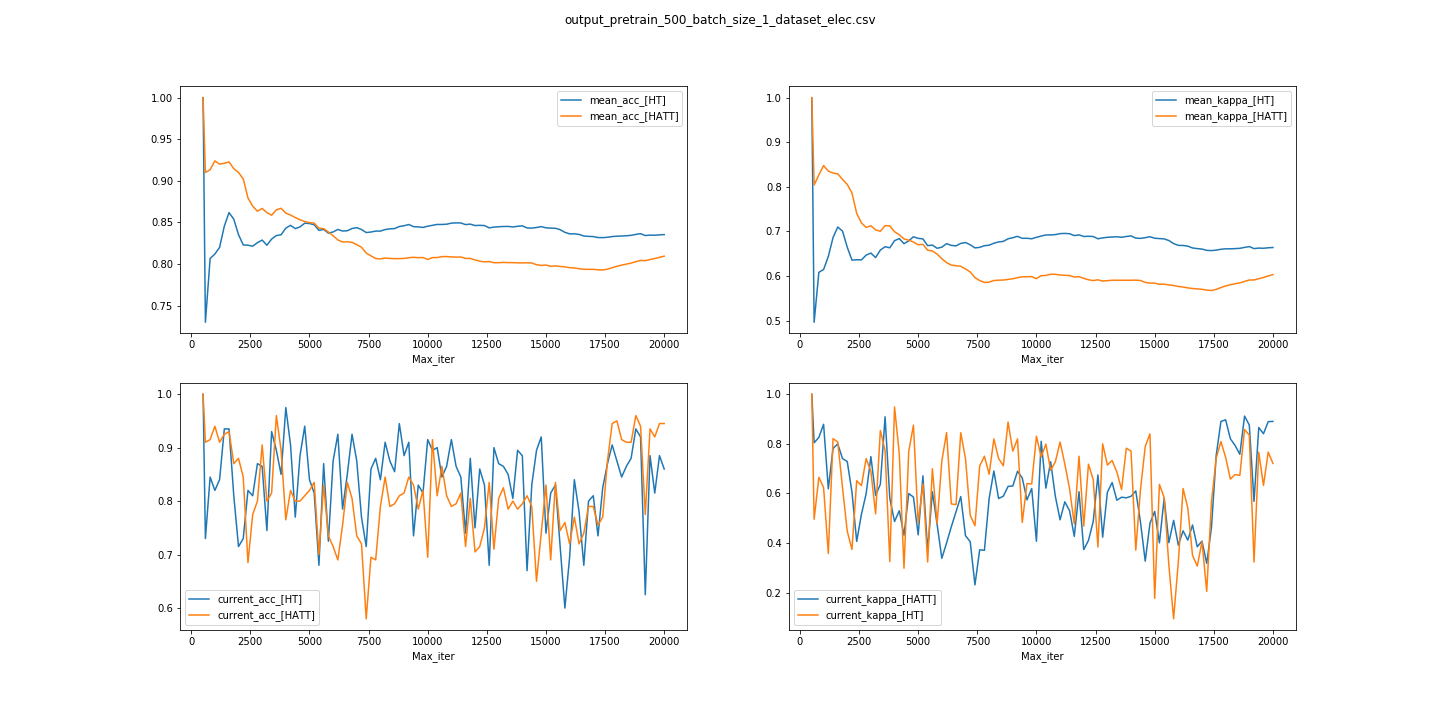 output_pretrain_500_batch_size_1_dataset_elec.csv
mean_acc_[HT]
mean_acc_[HATT]
1.00
0.95
0.90
0.85
0.80
0.75
0 2500 5000 7500 10000 12500 15000 17500 20000
Max_iter
mean_kappa_[HT]
mean_kappa_[HATT]
1.0
0.9
0.8
0.7
0.6
0.5
0 2500 5000 7500 10000 12500 15000 17500 20000
Max_iter
1.0
0.9
0.8
0.7
0.6
current_acc_[HT]
current_acc_[HATT]
0 2500 5000 7500 10000 12500 15000 17500 20000
Max_iter
1.0
0.8
0.6
0.4
0.2
current_kappa_[HATT]
current_kappa_[HT]
0 2500 5000 7500 10000 12500 15000 17500 20000
Max_iter